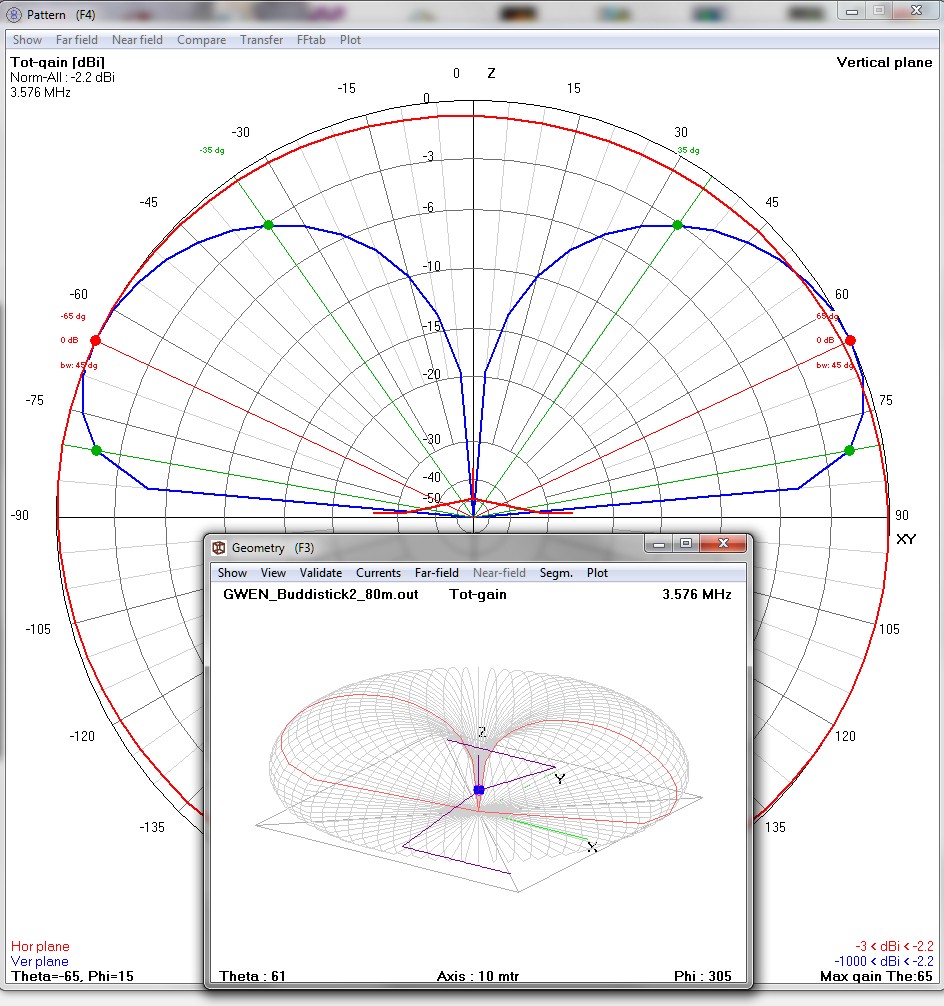 Pattern (F4)
Show Far field Near field Compare Transfer FFtab Plot
Tot-gain [dBi]
Vertical plane
Norm-All : -2.2 dBi
3.576 MHz
0 Z
-15 15
0
-30 30
-35 dg 35 dg
-3
-45 45
-6
-10
-60 60
-65 dg 65 dg
-15
0 dB 0 dB
bw: 45 dg bw: 45 dg
-20
-75 75
-30
-40
-50
-90 90
XY
Geometry (F3)
Show View Validate Currents Far-field Near-field Segm. Plot
GWEN_Buddistick2_80m.out Tot-gain 3.576 MHz
-105 105
-120 120
-135 135
Z
Y
X
Hor plane -3 < dBi < -2.2
Ver plane -1000 < dBi < -2.2
Theta=-65, Phi=15 Theta : 61 Axis : 10 mtr Phi : 305 Max gain The:65